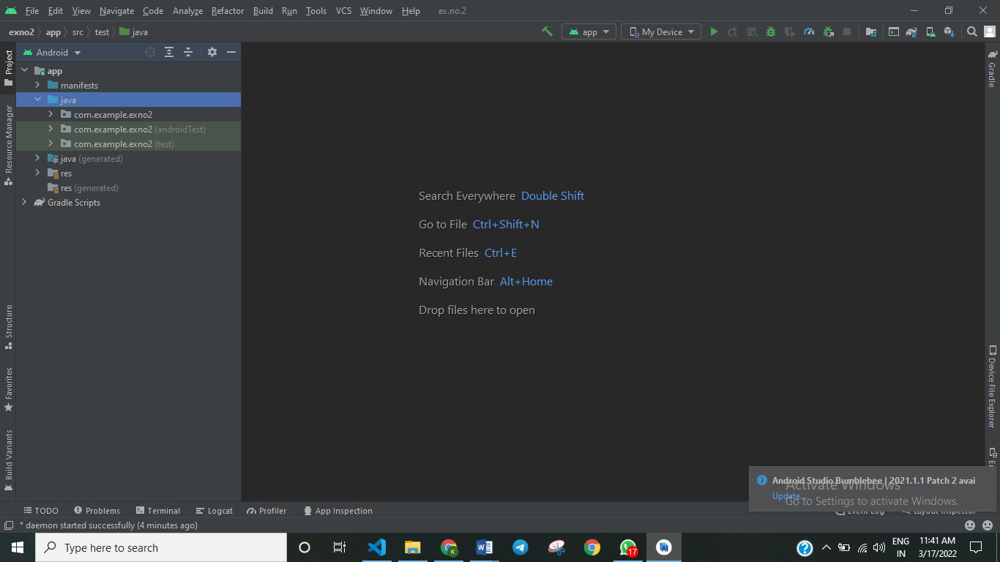 File Edit View Navigate Code Analyze Refactor Build Run Tools VCS Window Help ex.no.2
exno2 app src test java app My Device
Project
Android
app
manifests
java
com.example.exno2
com.example.exno2 (androidTest)
com.example.exno2 (test)
java (generated)
res
res (generated)
Gradle Scripts
Resource Manager
Structure
Favorites
Build Variants
Search Everywhere Double Shift
Go to File Ctrl+Shift+N
Recent Files Ctrl+E
Navigation Bar Alt+Home
Drop files here to open
Gradle
Device File Explorer
Android Studio Bumblebee | 2021.1.1 Patch 2 avai
Update...
Activate Windows
Go to Settings to activate Windows.
TODO Problems Terminal Logcat Profiler App Inspection Event Log Layout Inspector
* daemon started successfully (4 minutes ago)
Type here to search
K
17
ENG
IN
11:41 AM
3/17/2022